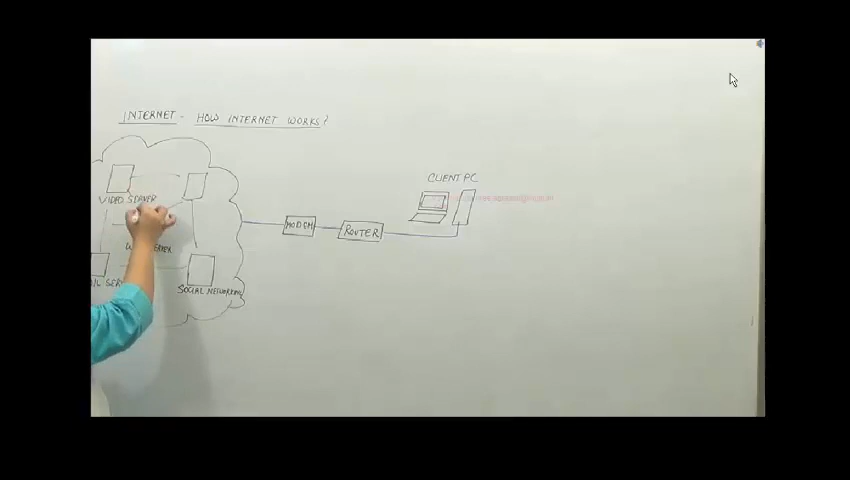 INTERNET - HOW INTERNET WORKS?
CLIENT PC
VIDEO SERVER
MODEM
ROUTER
SOCIAL NETWORKING